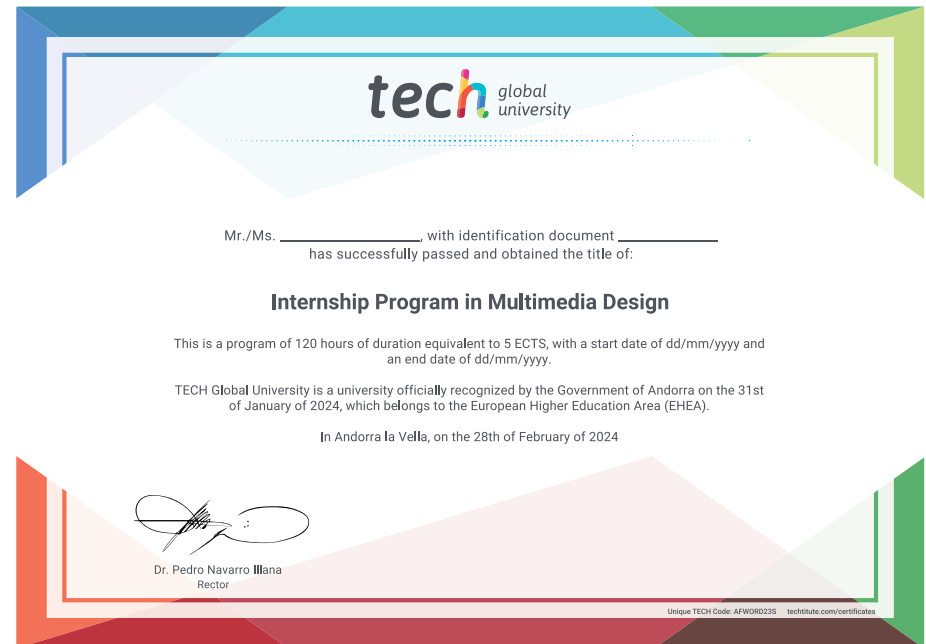 tech global
university
Mr./Ms. ____________, with identification document ____________
has successfully passed and obtained the title of:
Internship Program in Multimedia Design
This is a program of 120 hours of duration equivalent to 5 ECTS, with a start date of dd/mm/yyyy and
an end date of dd/mm/yyyy.
TECH Global University is a university officially recognized by the Government of Andorra on the 31st
of January of 2024, which belongs to the European Higher Education Area (EHEA).
In Andorra la Vella, on the 28th of February of 2024
Dr. Pedro Navarro Illana
Rector
Unique TECH Code: AFWORD23S techtitute.com/certificates